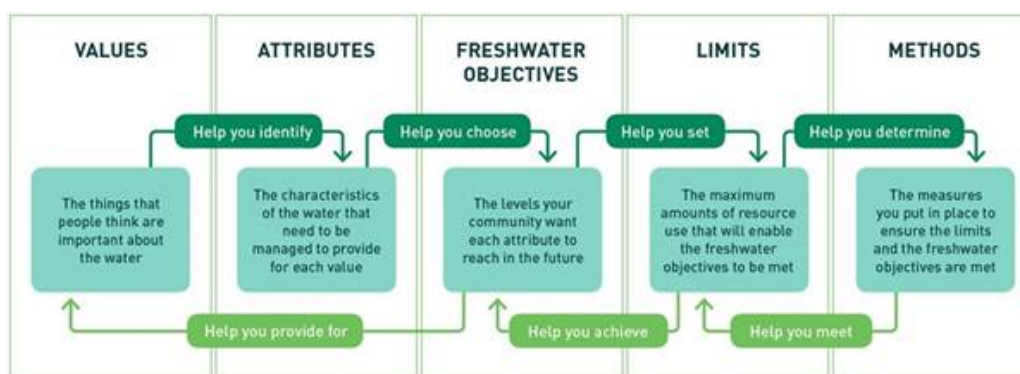 VALUES
ATTRIBUTES
FRESHWATER
OBJECTIVES
LIMITS
METHODS
Help you identify
Help you choose
Help you set
Help you determine
The things that
people think are
important about
the water
The characteristics
of the water that
need to be
managed to provide
for each value
The levels your
community want
each attribute to
reach in the future
The maximum
amounts of resource
use that will enable
the freshwater
objectives to be met
The measures
you put in place to
ensure the limits
and the freshwater
objectives are met
Help you provide for
Help you achieve
Help you meet